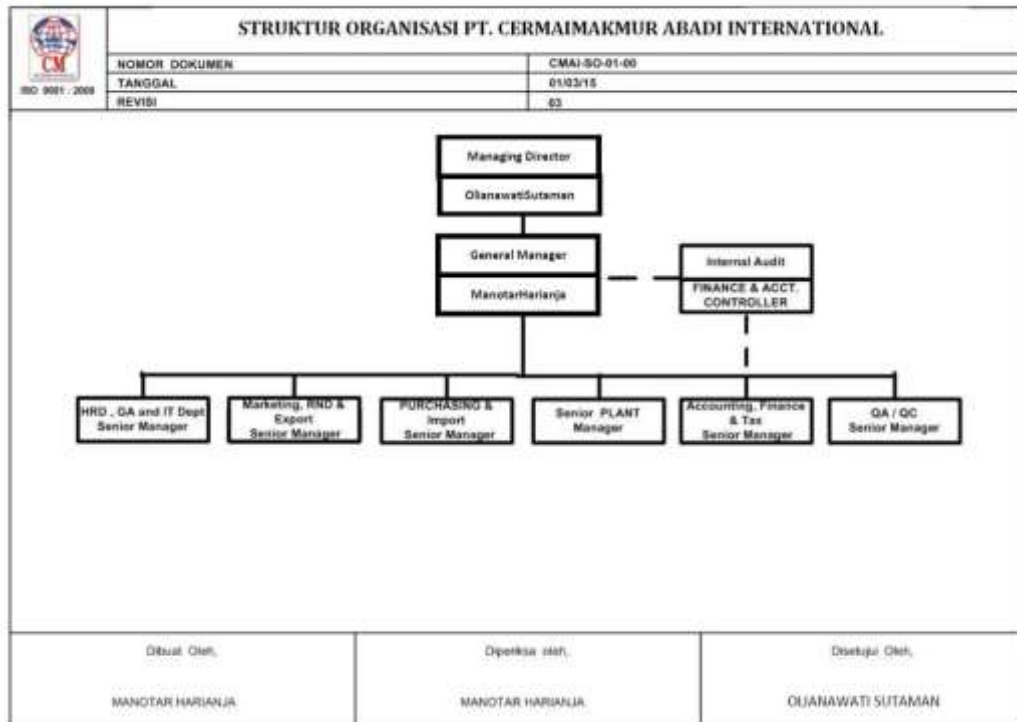 STRUKTUR ORGANISASI PT. CERMAIMAKMUR ABADI INTERNATIONAL
CM
ISO 9001 : 2008
NOMOR DOKUMEN
CMAI-SO-01-00
TANGGAL
01/03/15
REVISI
03
Managing Director
OlianawatiSutaman
General Manager
ManotarHarianja
Internal Audit
FINANCE & ACCT.
CONTROLLER
HRD , GA and IT Dept
Senior Manager
Marketing, RND &
Export
Senior Manager
PURCHASING &
Import
Senior Manager
Senior PLANT
Manager
Accounting, Finance
& Tax
Senior Manager
QA / QC
Senior Manager
Dibuat Oleh,
Diperiksa oleh,
Disetujui Oleh,
MANOTAR HARIANJA
MANOTAR HARIANJA
OLIANAWATI SUTAMAN